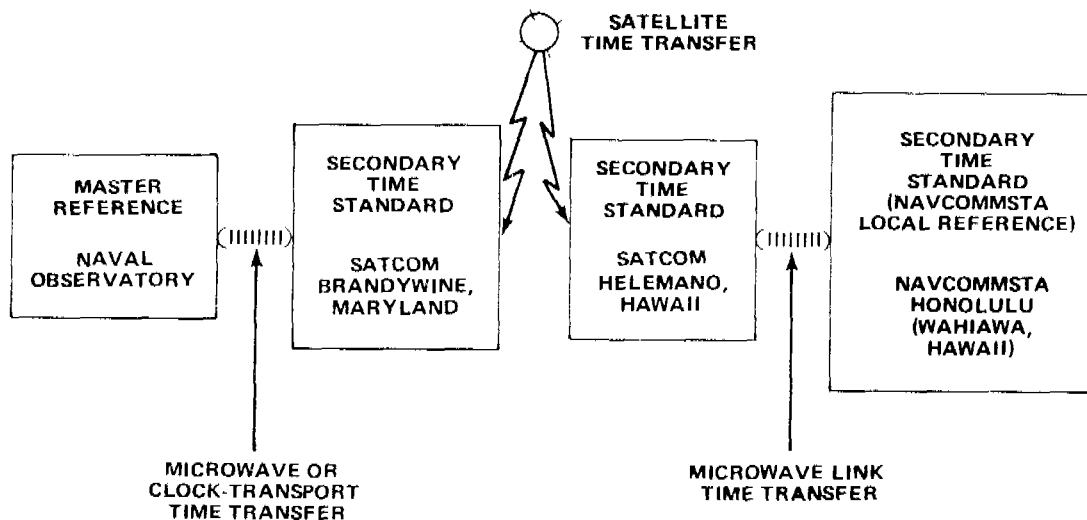 SATELLITE
TIME TRANSFER
MASTER
REFERENCE
NAVAL
OBSERVATORY
SECONDARY
TIME
STANDARD
SATCOM
BRANDYWINE,
MARYLAND
SECONDARY
TIME
STANDARD
SATCOM
HELEMANO,
HAWAII
SECONDARY
TIME
STANDARD
(NAVCOMMSTA
LOCAL REFERENCE)
NAVCOMMSTA
HONOLULU
(WAHIAWA,
HAWAII)
MICROWAVE OR
CLOCK-TRANSPORT
TIME TRANSFER
MICROWAVE LINK
TIME TRANSFER